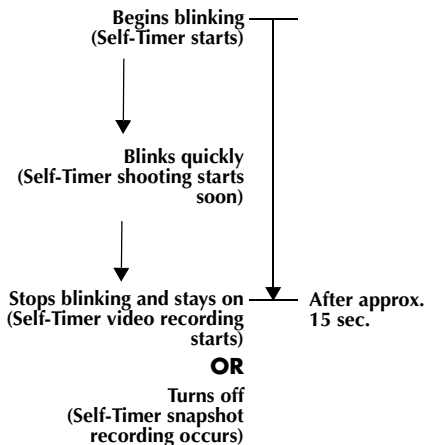 Begins blinking
(Self-Timer starts)
Blinks quickly
(Self-Timer shooting starts
soon)
Stops blinking and stays on
(Self-Timer video recording
starts)
After approx.
15 sec.
OR
Turns off
(Self-Timer snapshot
recording occurs)